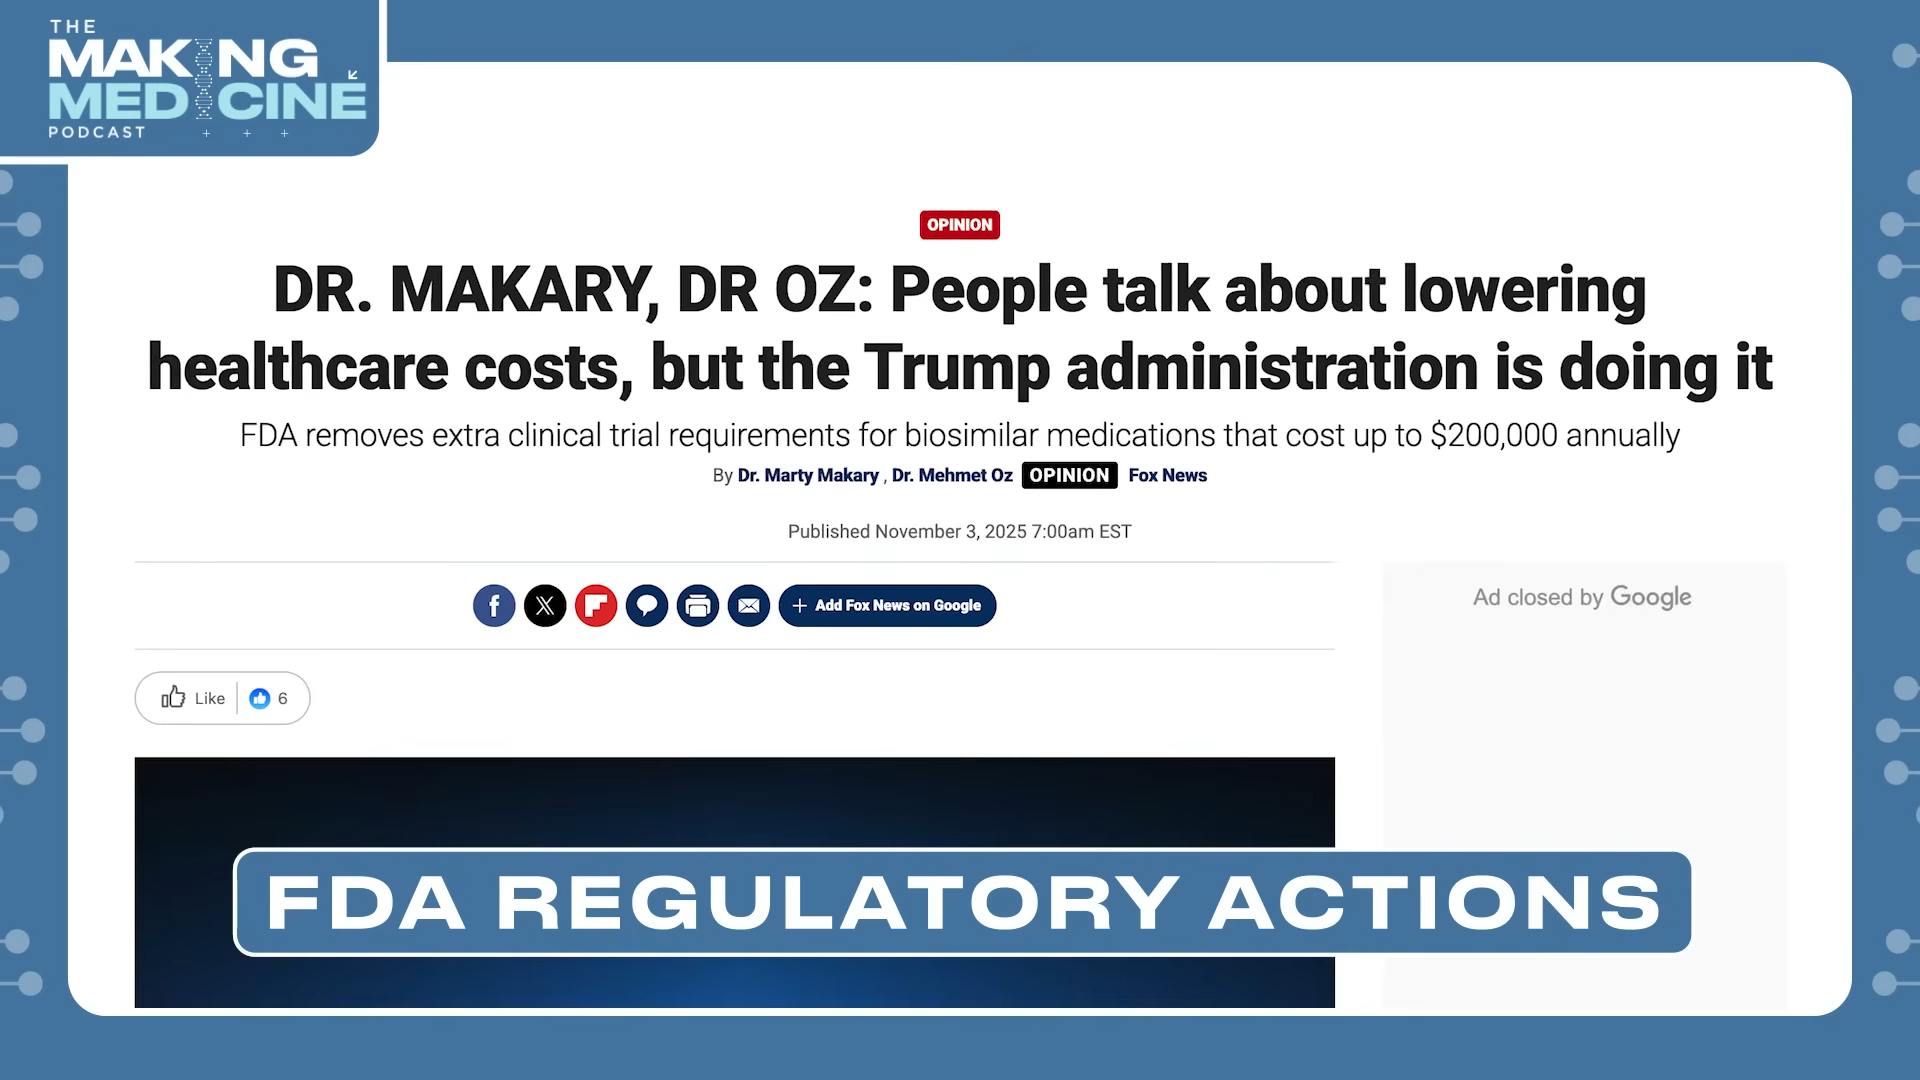 THE
MAKING
MEDICINE
PODCAST
OPINION
DR. MAKARY, DR OZ: People talk about lowering
healthcare costs, but the Trump administration is doing it
FDA removes extra clinical trial requirements for biosimilar medications that cost up to $200,000 annually
By Dr. Marty Makary , Dr. Mehmet Oz OPINION Fox News
Published November 3, 2025 7:00am EST
+ Add Fox News on Google
Ad closed by Google
Like 6
FDA REGULATORY ACTIONS